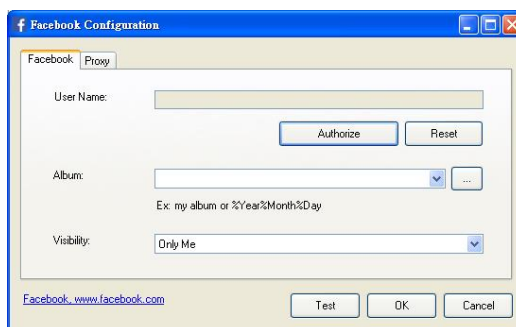 Facebook Configuration
Facebook Proxy
User Name:
Authorize Reset
Album: ...
Ex: my album or %Year%Month%Day
Visibility: Only Me
Facebook, www.facebook.com Test OK Cancel